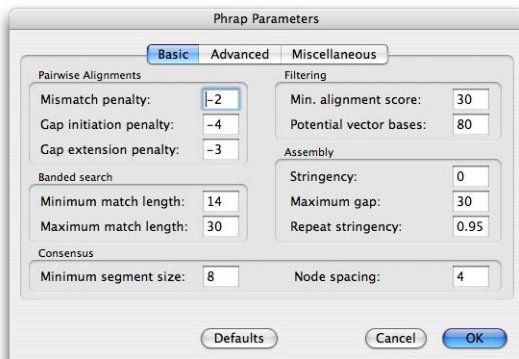 Phrap Parameters
Basic Advanced Miscellaneous
Pairwise Alignments
Mismatch penalty: -2
Gap initiation penalty: -4
Gap extension penalty: -3
Filtering
Min. alignment score: 30
Potential vector bases: 80
Banded search
Minimum match length: 14
Maximum match length: 30
Assembly
Stringency: 0
Maximum gap: 30
Repeat stringency: 0.95
Consensus
Minimum segment size: 8 Node spacing: 4
Defaults Cancel OK